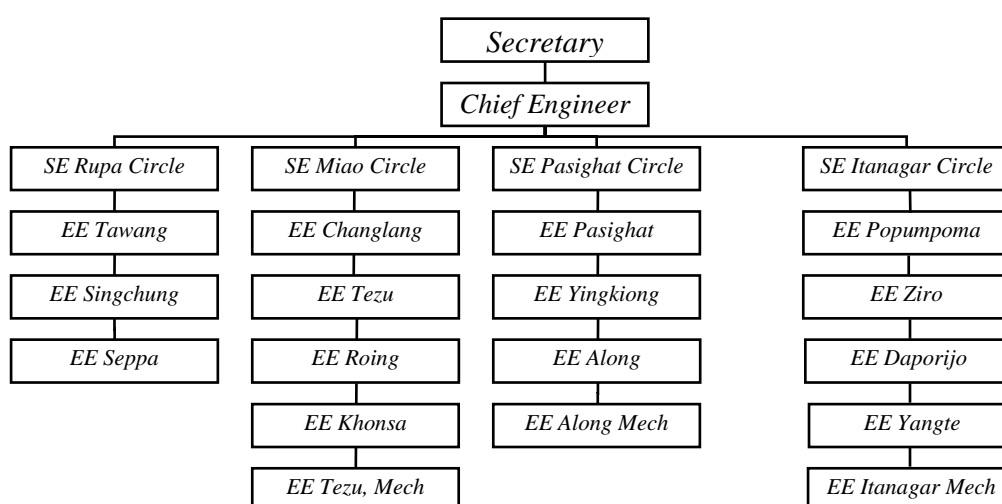 Secretary
Chief Engineer
SE Rupa Circle
SE Miao Circle
SE Pasighat Circle
SE Itanagar Circle
EE Tawang
EE Changlang
EE Pasighat
EE Popumpoma
EE Singchung
EE Tezu
EE Yingkiong
EE Ziro
EE Seppa
EE Roing
EE Along
EE Daporijo
EE Khonsa
EE Along Mech
EE Yangte
EE Tezu, Mech
EE Itanagar Mech